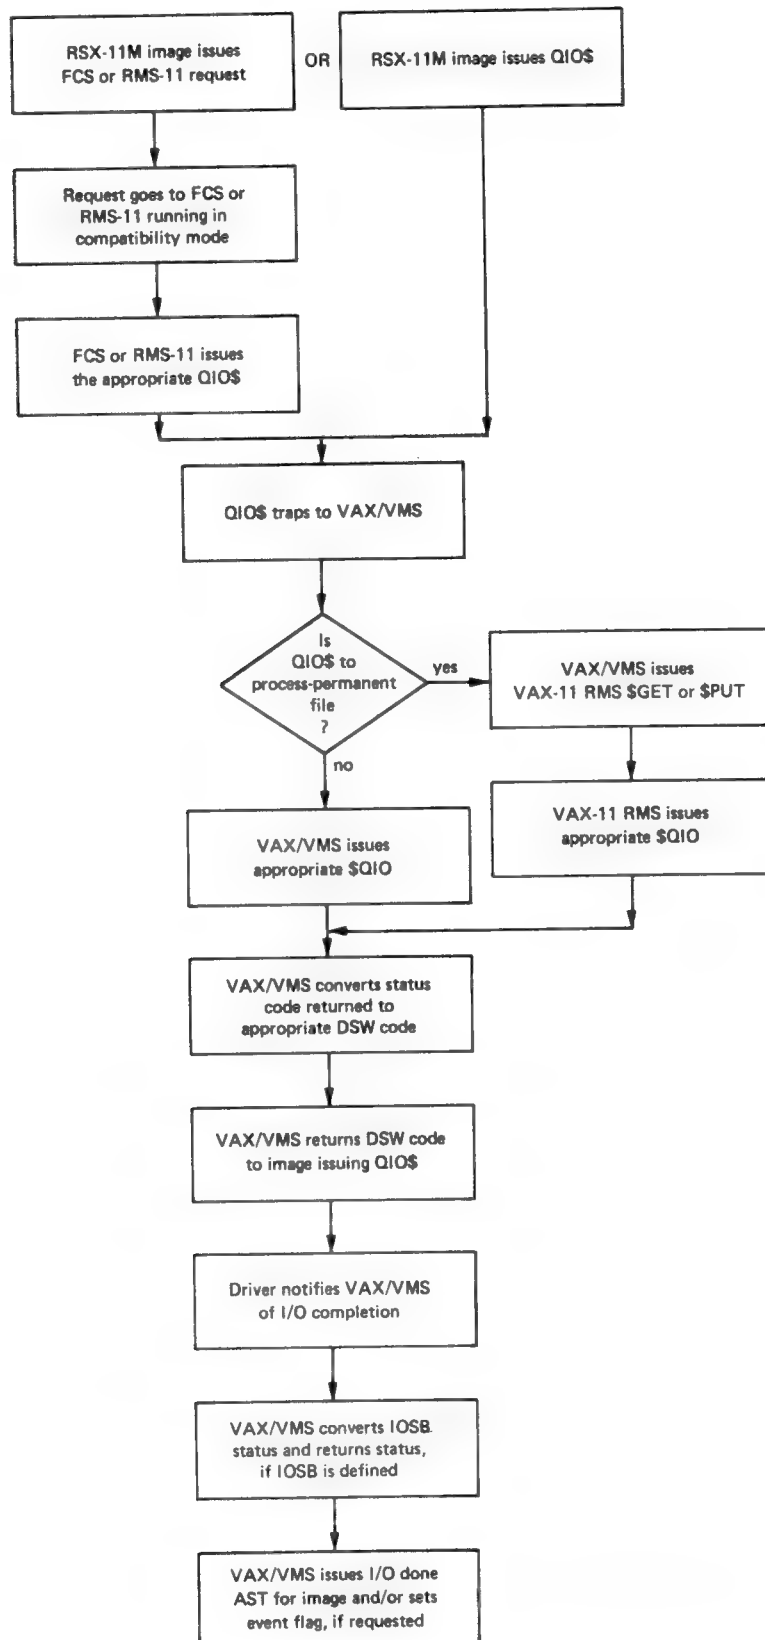 RSX-11M image issues
FCS or RMS-11 request
OR
RSX-11M image issues QIO$
Request goes to FCS or
RMS-11 running in
compatibility mode
FCS or RMS-11 issues
the appropriate QIO$
QIO$ traps to VAX/VMS
Is
QIO$ to
process-permanent
file
?
yes
VAX/VMS issues
VAX-11 RMS $GET or $PUT
no
VAX-11 RMS issues
appropriate $QIO
VAX/VMS issues
appropriate $QIO
VAX/VMS converts status
code returned to
appropriate DSW code
VAX/VMS returns DSW code
to image issuing QIO$
Driver notifies VAX/VMS
of I/O completion
VAX/VMS converts IOSB
status and returns status,
if IOSB is defined
VAX/VMS issues I/O done
AST for image and/or sets
event flag, if requested